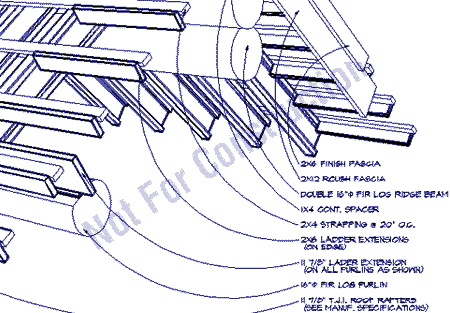 2X6 FINISH FASCIA
2X12 ROUGH FASCIA
DOUBLE 16"Φ FIR LOG RIDGE BEAM
1X4 CONT. SPACER
2X4 STRAPPING @ 20" O.C.
2X8 LADDER EXTENSIONS
(ON EDGE)
11 7/8" LADER EXTENSION
(ON ALL PURLINS AS SHOWN)
16"Φ FIR LOG PURLIN
11 7/8" T.J.I. ROOF RAFTERS
(SEE MANUF. SPECIFICATIONS)
Not For Construction